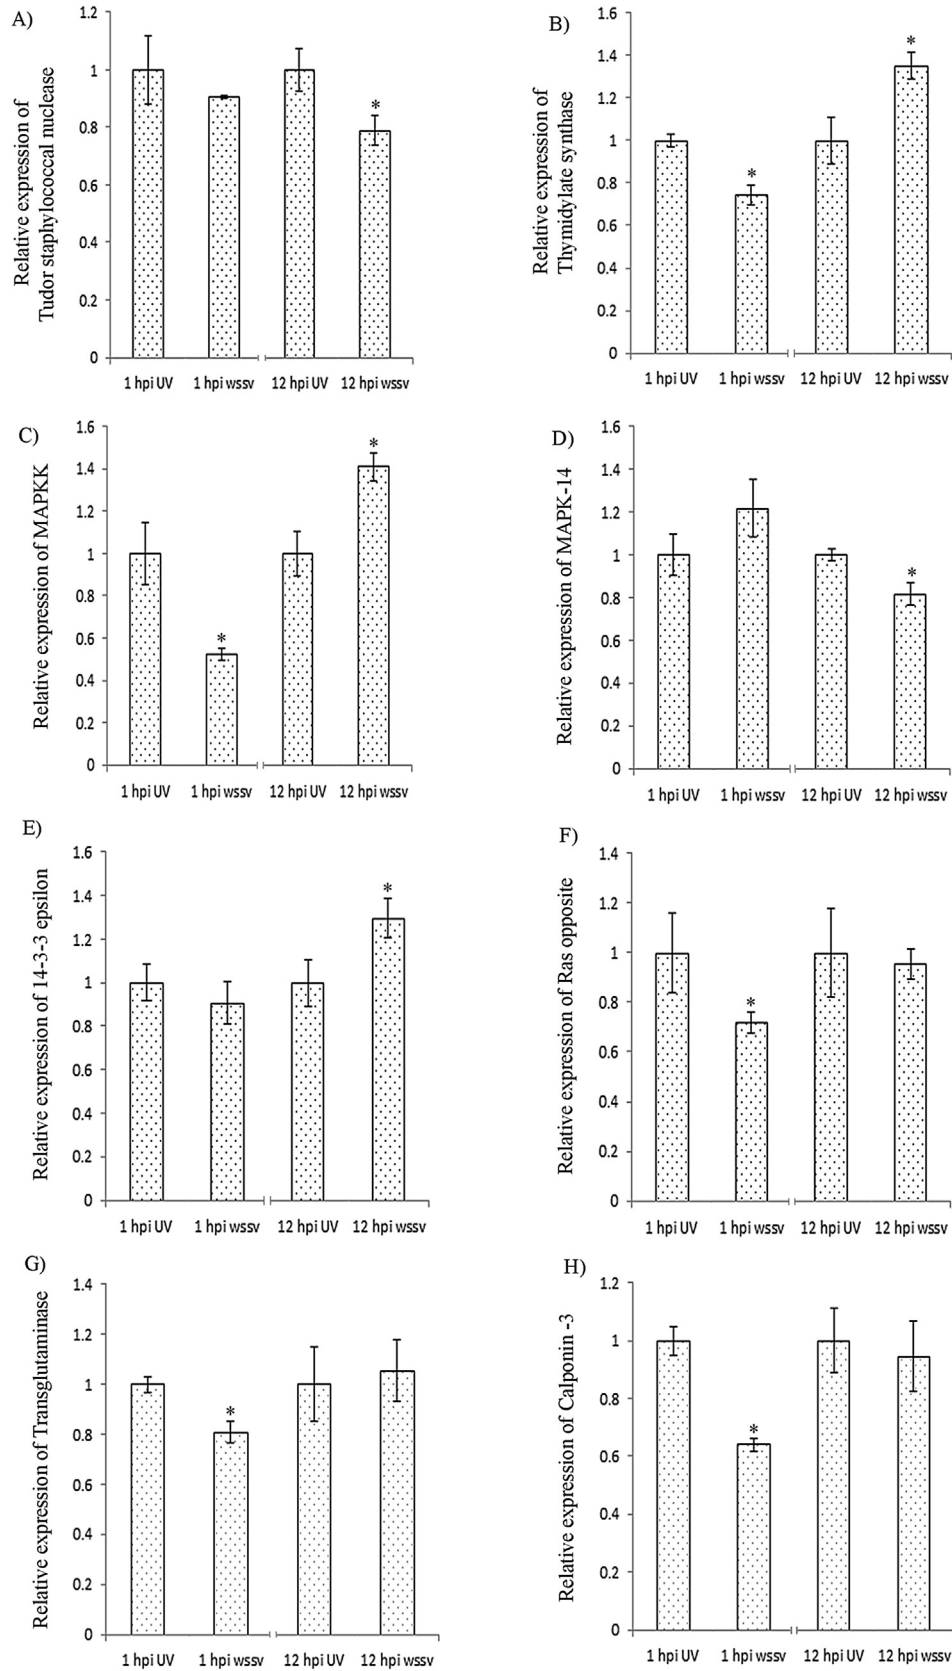 A)
Relative expression of
Tudor staphylococcal nuclease
1.2
1
0.8
0.6
0.4
0.2
0
*
1 hpi UV 1 hpi wssv 12 hpi UV 12 hpi wssv
B)
Relative expression of
Thymidylate synthase
1.6
1.4
1.2
1
0.8
0.6
0.4
0.2
0
*
*
1 hpi UV 1 hpi wssv 12 hpi UV 12 hpi wssv
C)
Relative expression of MAPKK
1.6
1.4
1.2
1
0.8
0.6
0.4
0.2
0
*
*
1 hpi UV 1 hpi wssv 12 hpi UV 12 hpi wssv
D)
Relative expression of MAPK-14
1.6
1.4
1.2
1
0.8
0.6
0.4
0.2
0
*
1 hpi UV 1 hpi wssv 12 hpi UV 12 hpi wssv
E)
Relative expression of 14-3-3 epsilon
1.6
1.4
1.2
1
0.8
0.6
0.4
0.2
0
*
1 hpi UV 1 hpi wssv 12 hpi UV 12 hpi wssv
F)
Relative expression of Ras opposite
1.4
1.2
1
0.8
0.6
0.4
0.2
0
*
1 hpi UV 1 hpi wssv 12 hpi UV 12 hpi wssv
G)
Relative expression of Transglutaminase
1.4
1.2
1
0.8
0.6
0.4
0.2
0
*
1 hpi UV 1 hpi wssv 12 hpi UV 12 hpi wssv
H)
Relative expression of Calponin -3
1.2
1
0.8
0.6
0.4
0.2
0
*
1 hpi UV 1 hpi wssv 12 hpi UV 12 hpi wssv